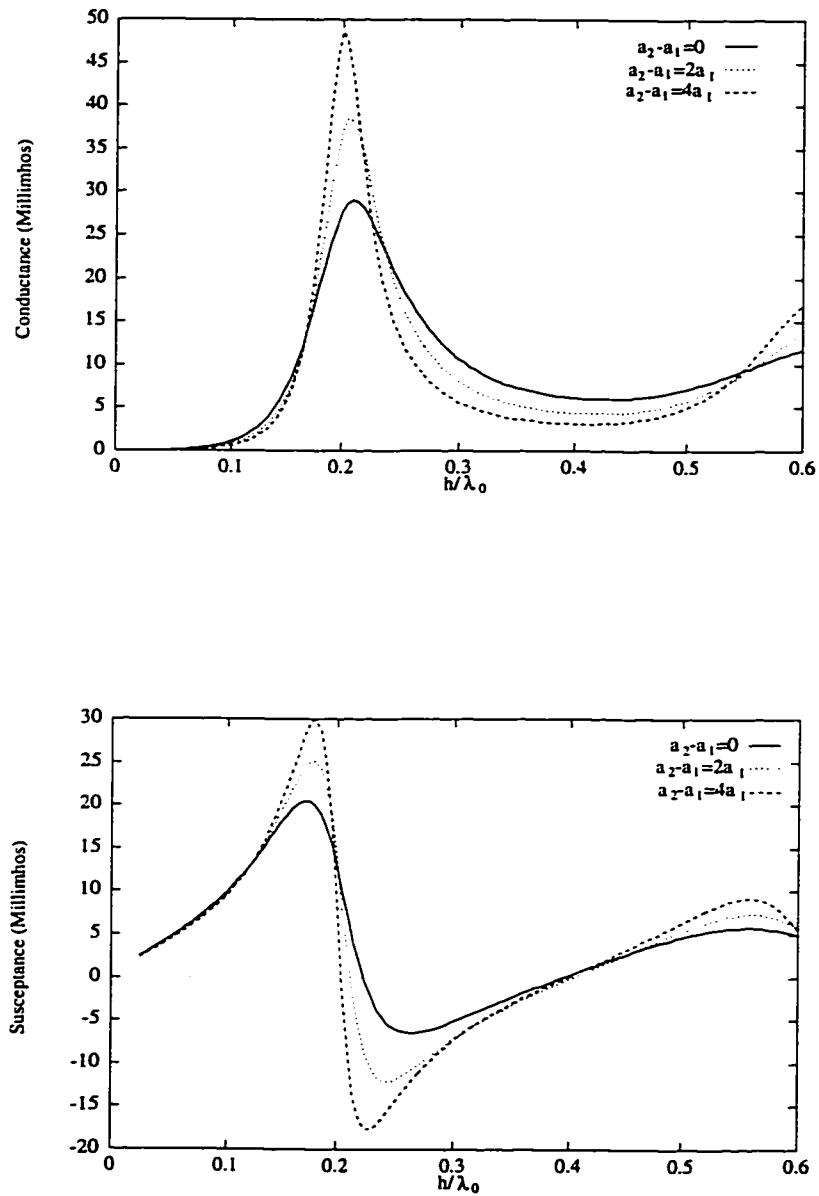 50
45
40
35
30
25
20
15
10
5
0
Conductance (Millimhos)
a₂-a₁=0
a₂-a₁=2a₁
a₂-a₁=4a₁
0 0.1 0.2 0.3 0.4 0.5 0.6
h/λ₀
30
25
20
15
10
5
0
-5
-10
-15
-20
Susceptance (Millimhos)
a₂-a₁=0
a₂-a₁=2a₁
a₂-a₁=4a₁
0 0.1 0.2 0.3 0.4 0.5 0.6
h/λ₀